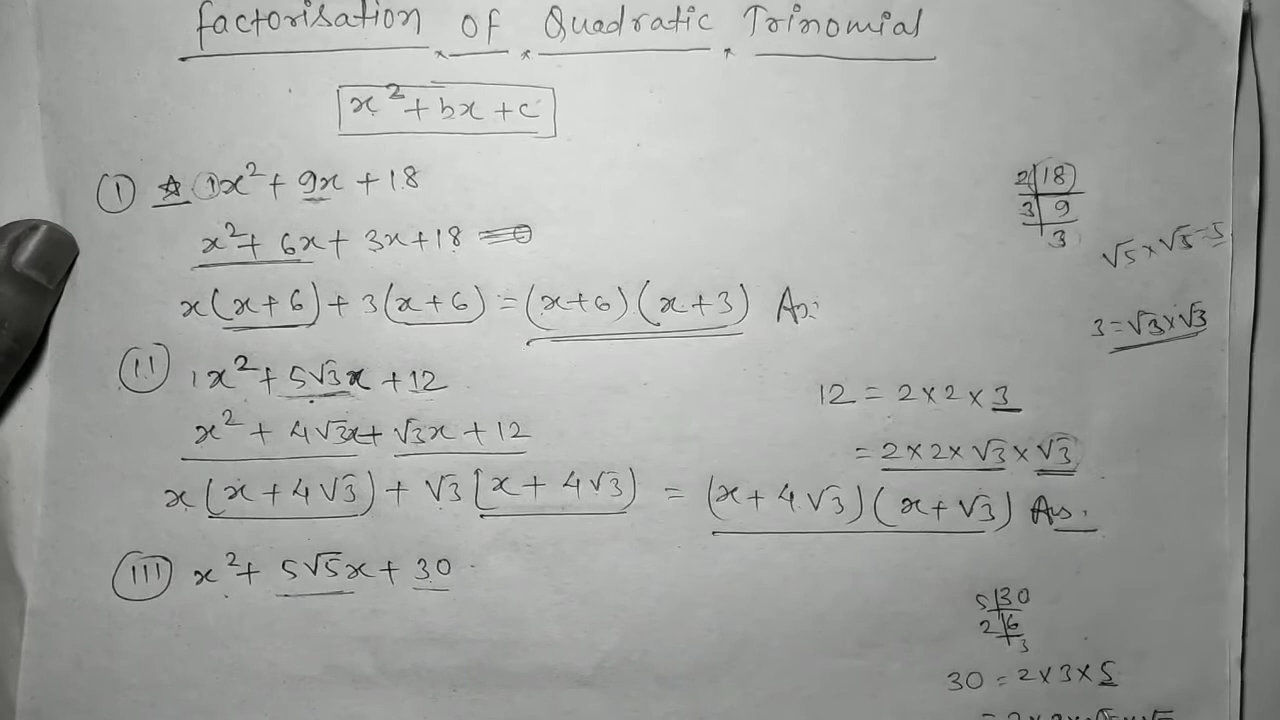 factorisation of Quadratic Trinomial
x² + bx + c
(I) ☆ 1x² + 9x + 18
x² + 6x + 3x + 18
x(x+6) + 3(x+6) = (x+6)(x+3) Ans.
(II) 1x² + 5√3x + 12
x² + 4√3x + √3x + 12
x(x + 4√3) + √3(x + 4√3) = (x + 4√3)(x + √3) Ans.
(III) x² + 5√5x + 30
2|18
3|9
3
√5 × √5 = 5
3 = √3 × √3
12 = 2 × 2 × 3
= 2 × 2 × √3 × √3
5|30
2|6
3
30 = 2 × 3 × 5